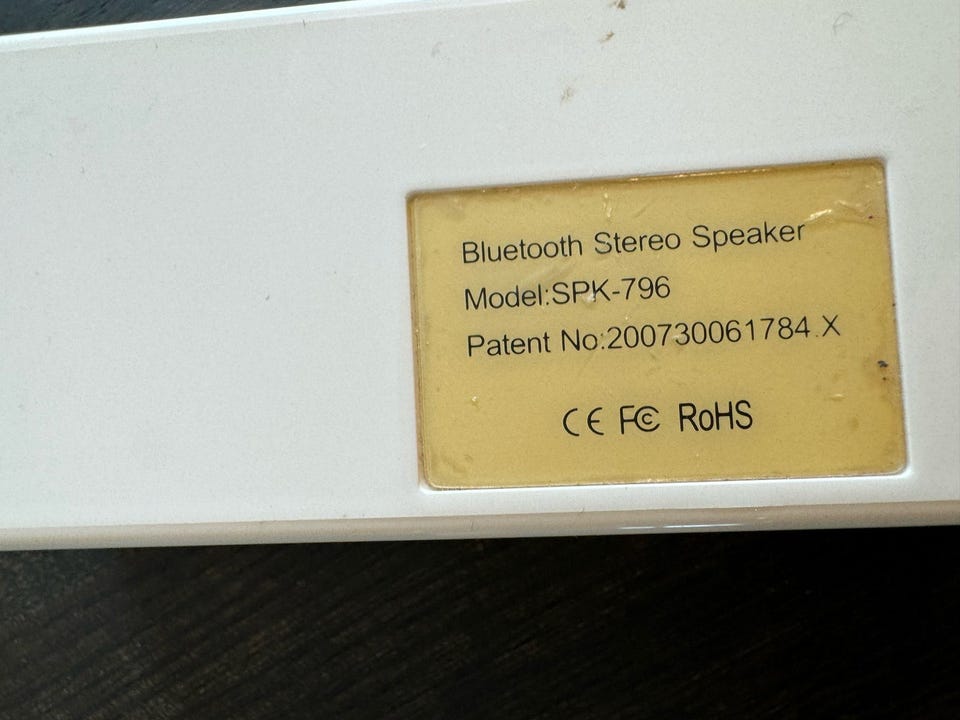 Bluetooth Stereo Speaker
Model:SPK-796
Patent No:200730061784.X
CE FC RoHS